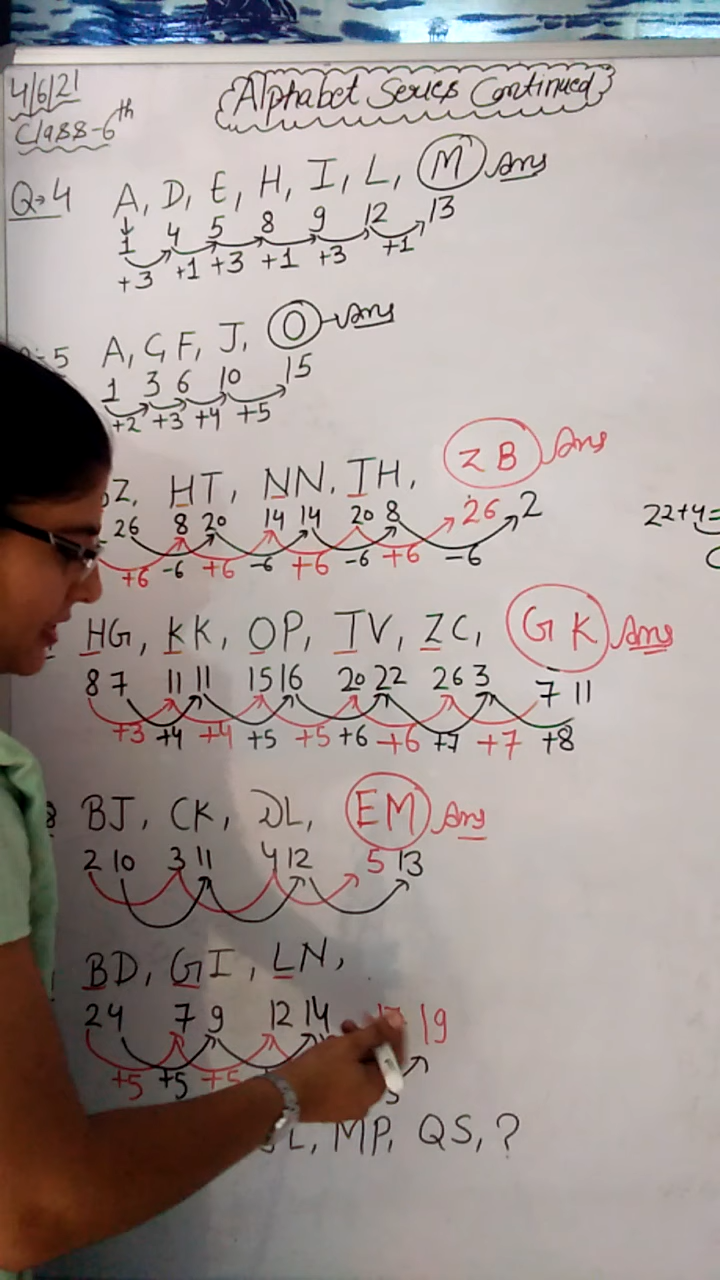 4/6/21
Class-6th
Alphabet Series Continued
Q→4 A, D, E, H, I, L, M Ans
1 4 5 8 9 12 13
+3 +1 +3 +1 +3 +1
5 A, C, F, J, O Ans
1 3 6 10 15
+2 +3 +4 +5
Z, HT, NN, TH, ZB Ans
26 8 20 14 14 20 8 26 2
22+4=
+6 -6 +6 -6 +6 -6 +6 -6
HG, KK, OP, TV, ZC, GK Ans
8 7 11 11 15 16 20 22 26 3 7 11
+3 +4 +4 +5 +5 +6 +6 +7 +7 +8
8 BJ, CK, DL, EM Ans
2 10 3 11 4 12 5 13
BD, GI, LN,
2 4 7 9 12 14 19
+5 +5 +5
L, MP, QS, ?